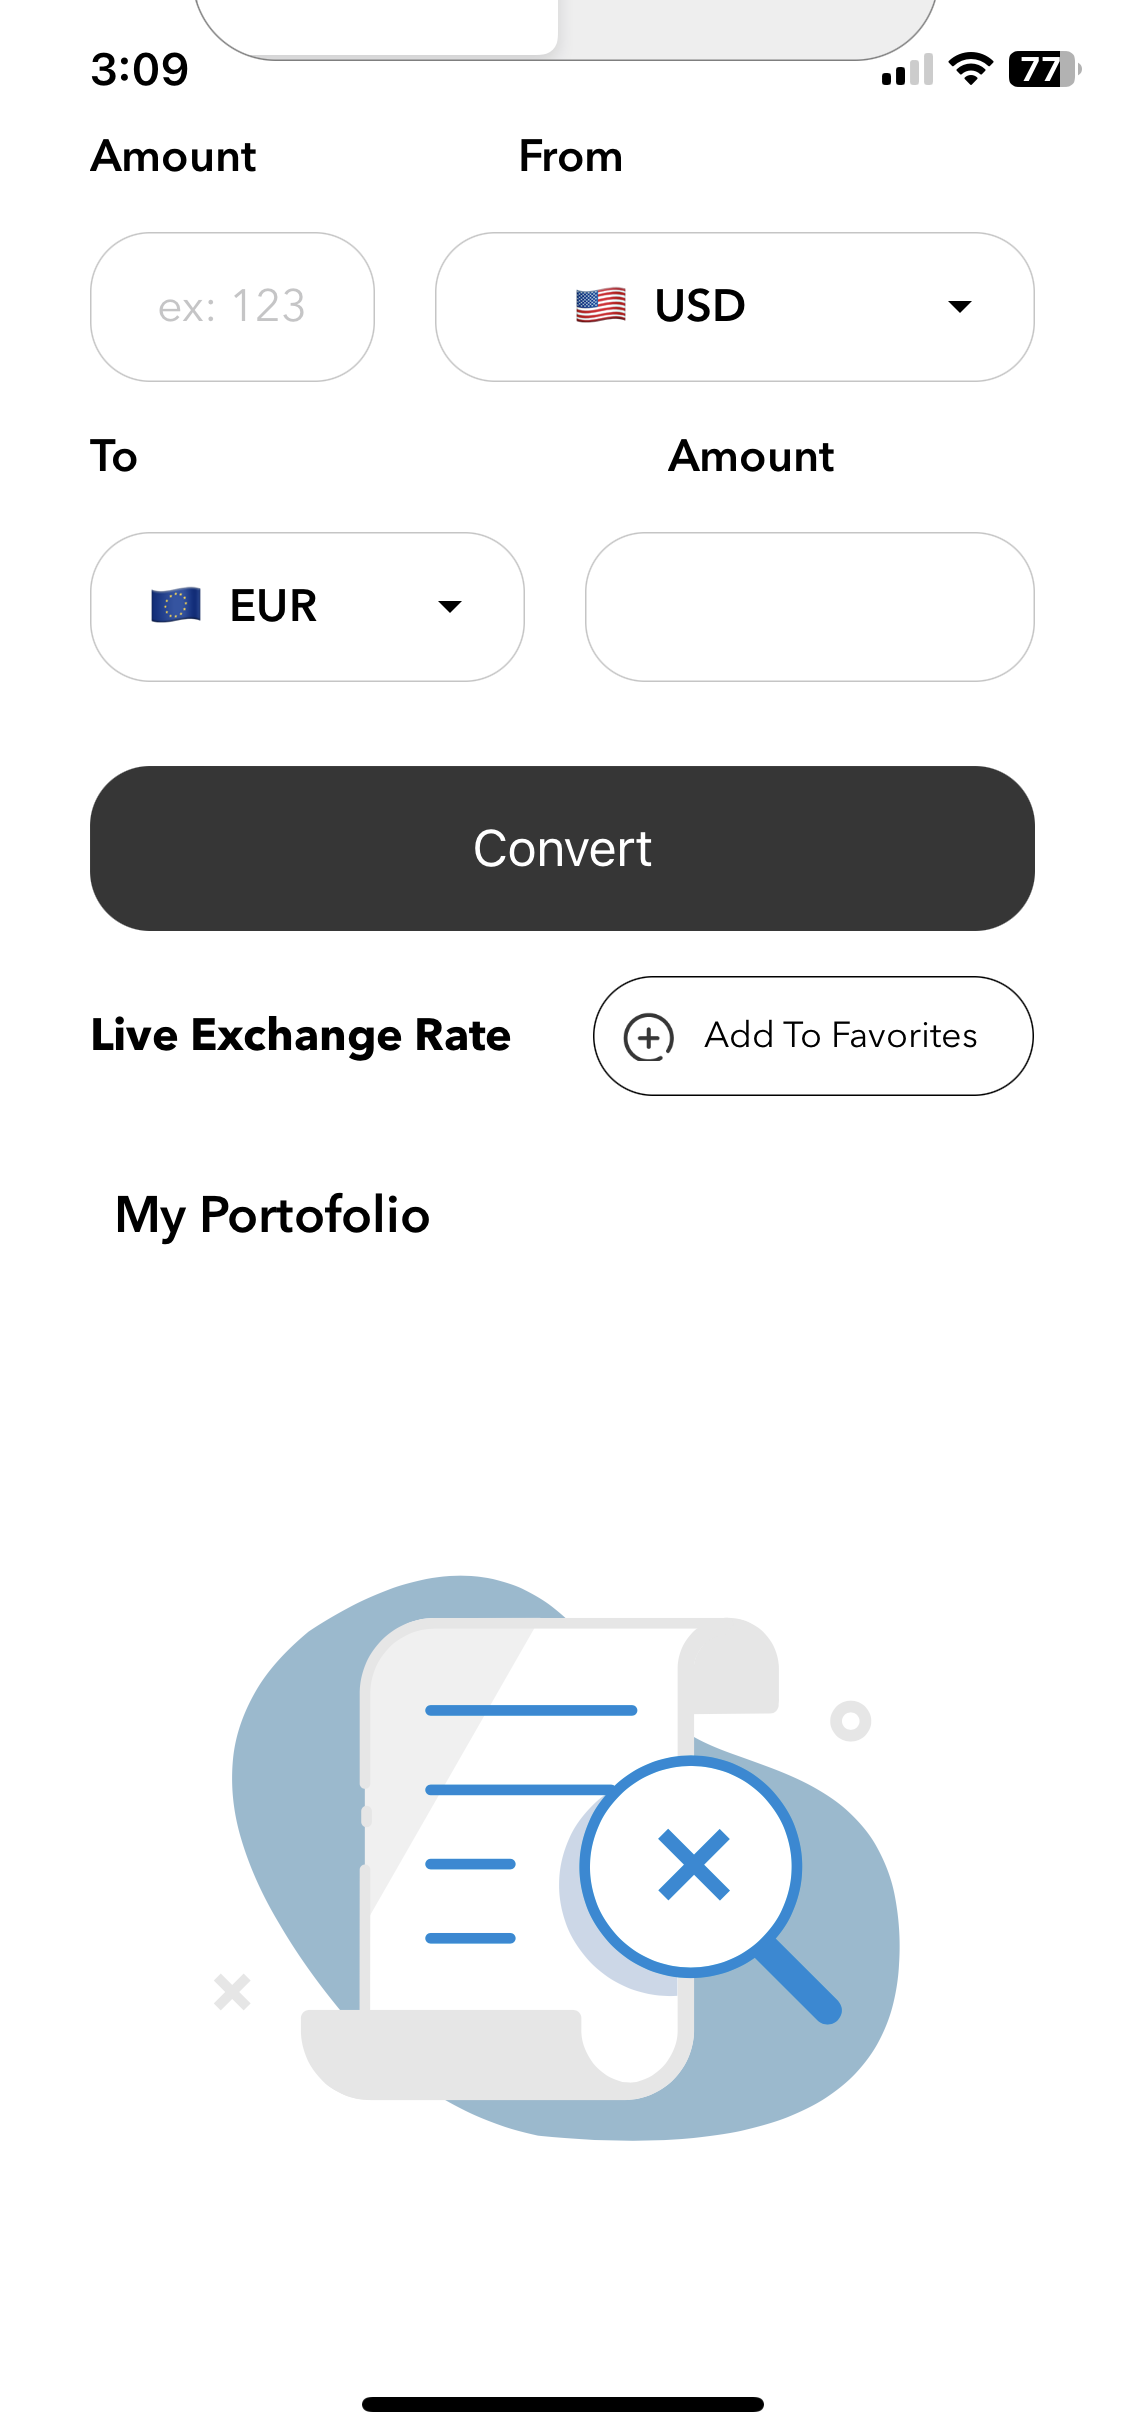 3:09
77
Amount From
ex: 123 USD
To Amount
EUR
Convert
Live Exchange Rate Add To Favorites
My Portofolio